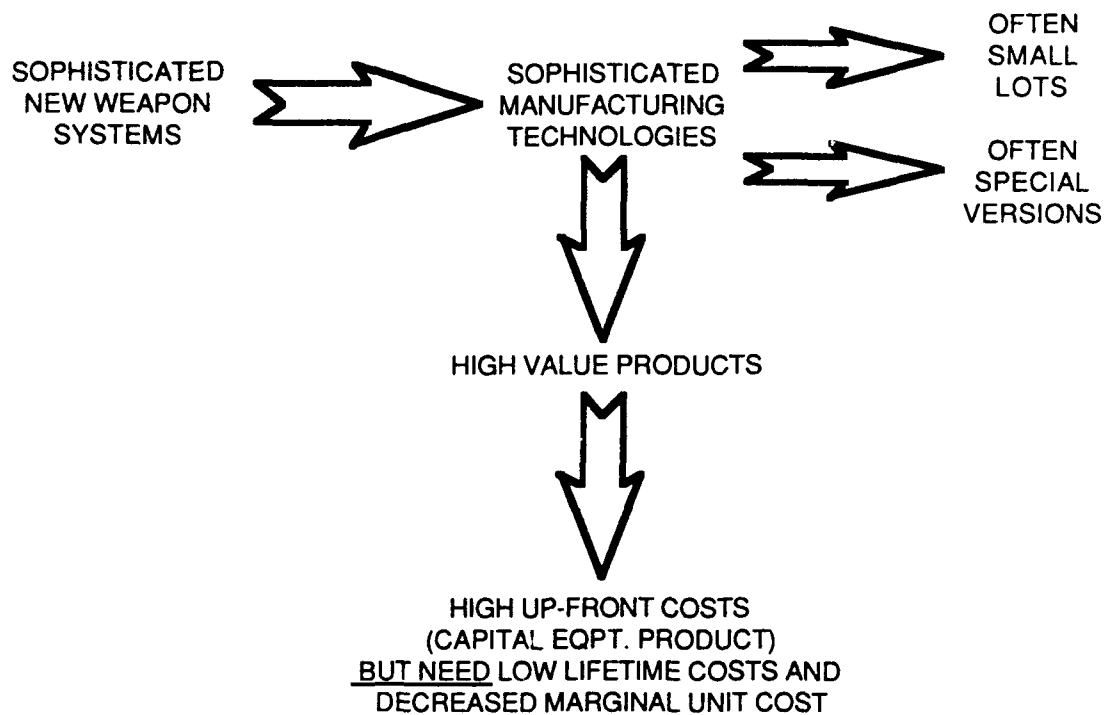 SOPHISTICATED
NEW WEAPON
SYSTEMS
SOPHISTICATED
MANUFACTURING
TECHNOLOGIES
OFTEN
SMALL
LOTS
OFTEN
SPECIAL
VERSIONS
HIGH VALUE PRODUCTS
HIGH UP-FRONT COSTS
(CAPITAL EQPT. PRODUCT)
BUT NEED LOW LIFETIME COSTS AND
DECREASED MARGINAL UNIT COST